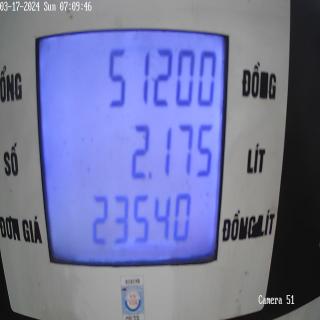 03-17-2024 Sun 07:09:46
ỔNG 51200 ĐỒNG
SỐ 2.175 LÍT
ĐƠN GIÁ 23540 ĐỒNG/LÍT
Camera 51